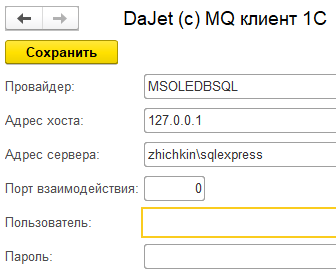 DaJet (c) MQ клиент 1С
Сохранить
Провайдер: MSOLEDBSQL
Адрес хоста: 127.0.0.1
Адрес сервера: zhichkin\sqlexpress
Порт взаимодействия: 0
Пользователь:
Пароль: